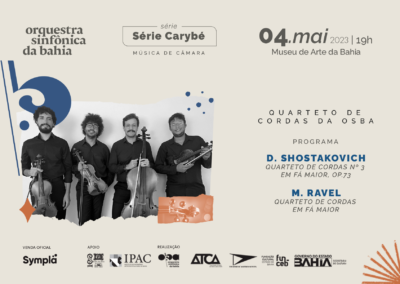 orquestra
sinfônica
da bahia
série
Série Carybé
MÚSICA DE CÂMARA
04.mai 2023 | 19h
Museu de Arte da Bahia
QUARTETO DE
CORDAS DA OSBA
PROGRAMA
D. SHOSTAKOVICH
QUARTETO DE CORDAS Nº 3
EM FÁ MAIOR, OP.73
M. RAVEL
QUARTETO DE CORDAS
EM FÁ MAIOR
VENDA OFICIAL
APOIO
REALIZAÇÃO
Sympla
IPAC
ATCA
funceb
BAHIA